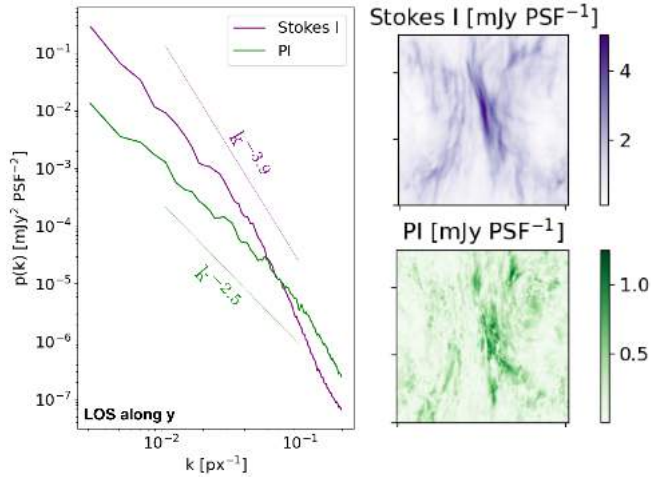 Stokes I
PI
k⁻³·⁹
k⁻²·⁵
10⁻¹
10⁻²
10⁻³
10⁻⁴
10⁻⁵
10⁻⁶
10⁻⁷
p(k) [mJy² PSF⁻²]
LOS along y
10⁻²
10⁻¹
k [px⁻¹]
Stokes I [mJy PSF⁻¹]
4
2
PI [mJy PSF⁻¹]
1.0
0.5